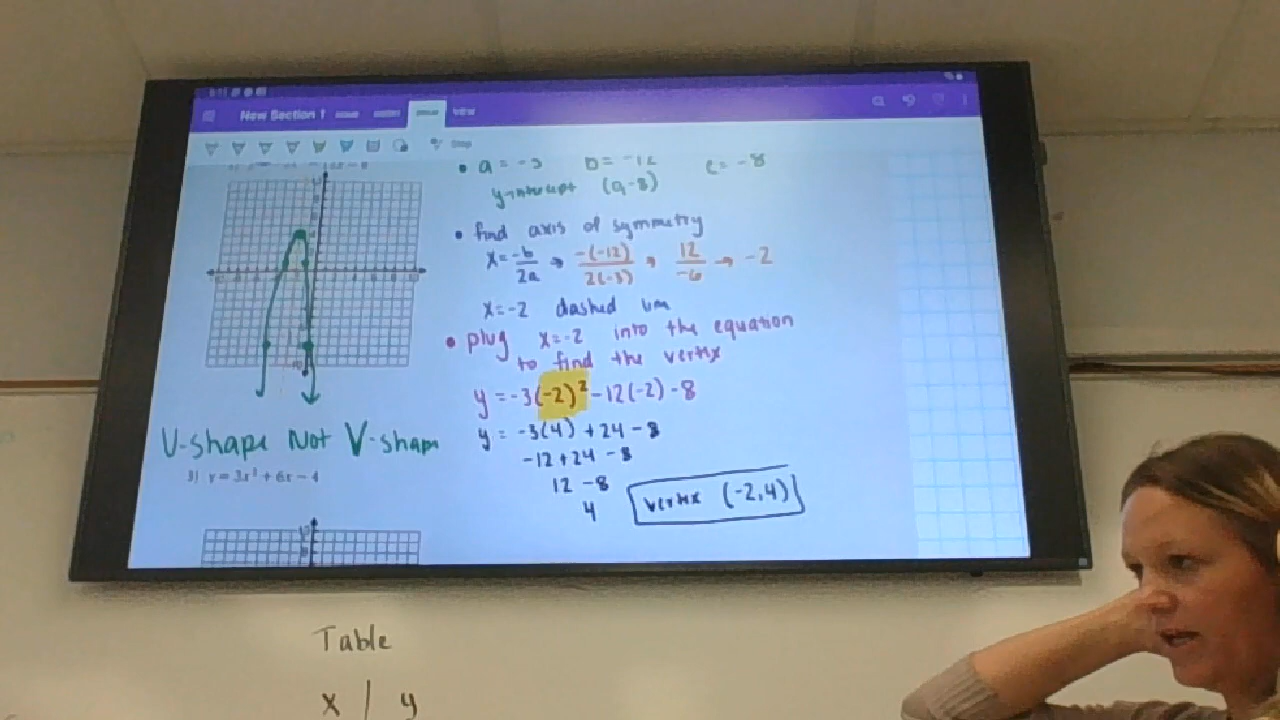 New Section 1
View
Stop
• a = -3 b = -12 c = -8
y-intercept (0,-8)
• find axis of symmetry
x = -b/2a → -(-12)/2(-3) → 12/-6 → -2
x = -2 dashed line
• plug x = -2 into the equation
to find the vertex
y = -3(-2)² - 12(-2) - 8
y = -3(4) + 24 - 8
-12 + 24 - 8
12 - 8
4
vertex (-2,4)
U-shape Not V-shape
3) y = 3x² + 6x - 4
Table
x | y